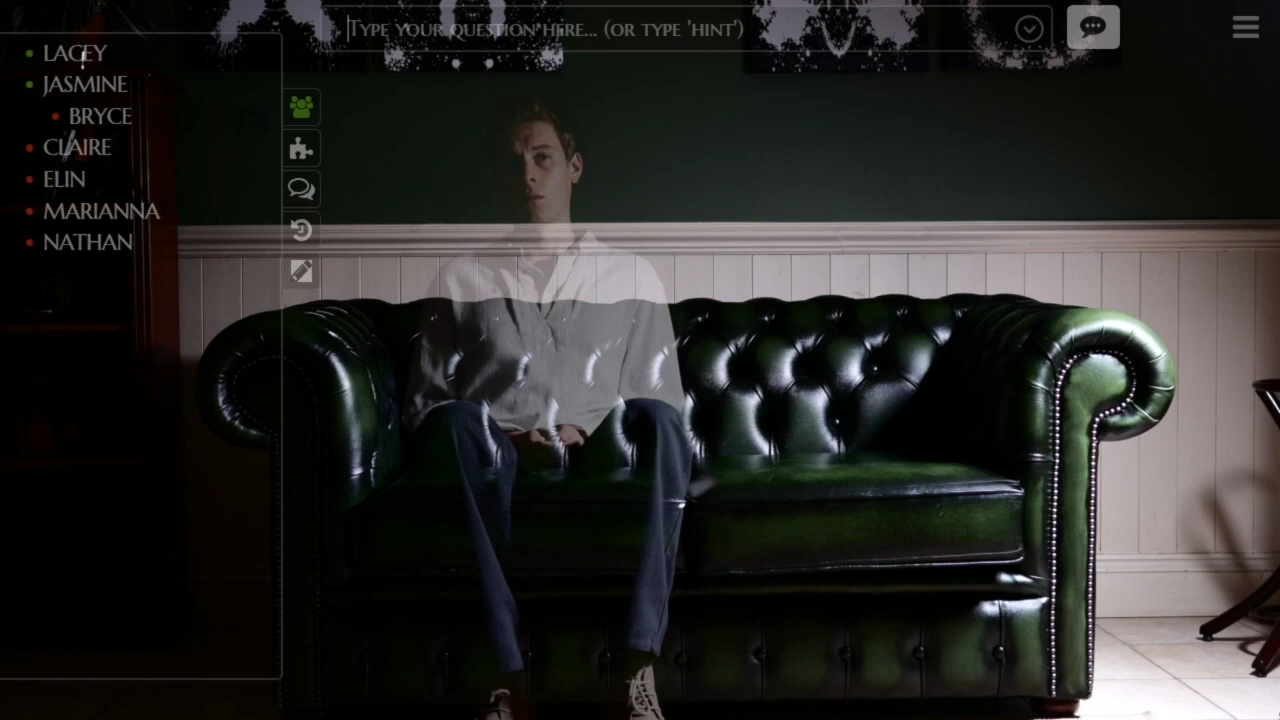 Type your question here... (or type 'hint')
LACEY
JASMINE
BRYCE
CLAIRE
ELIN
MARIANNA
NATHAN